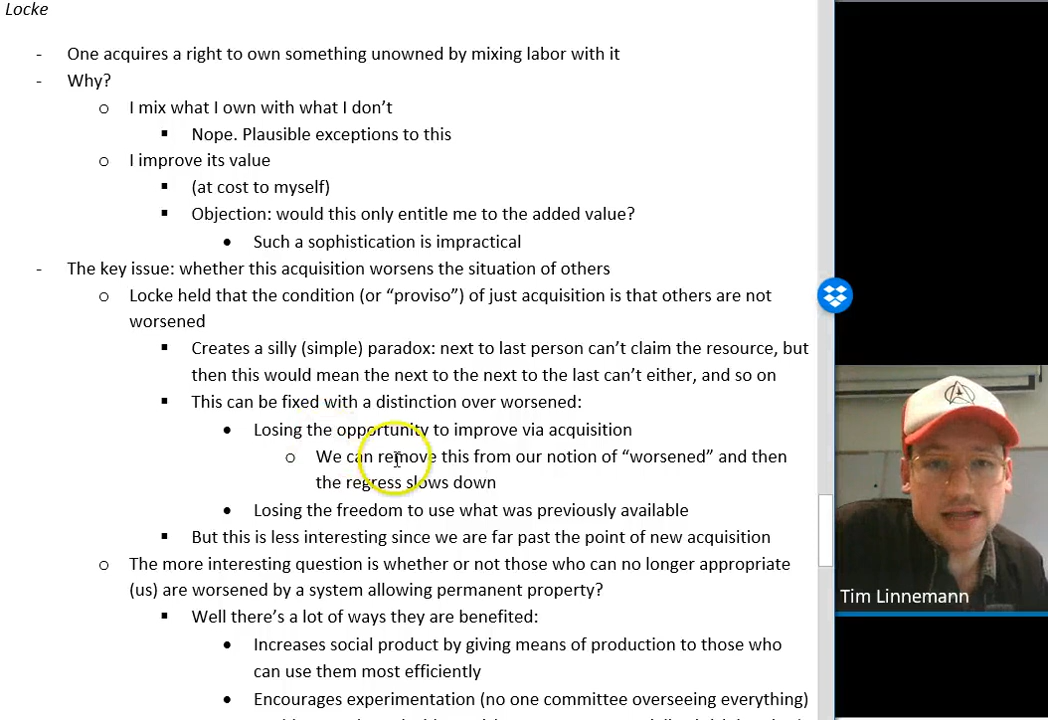 Locke
- One acquires a right to own something unowned by mixing labor with it
- Why?
o I mix what I own with what I don't
▪ Nope. Plausible exceptions to this
o I improve its value
▪ (at cost to myself)
▪ Objection: would this only entitle me to the added value?
• Such a sophistication is impractical
- The key issue: whether this acquisition worsens the situation of others
o Locke held that the condition (or “proviso”) of just acquisition is that others are not
worsened
▪ Creates a silly (simple) paradox: next to last person can't claim the resource, but
then this would mean the next to the next to the last can't either, and so on
▪ This can be fixed with a distinction over worsened:
• Losing the opportunity to improve via acquisition
o We can remove this from our notion of “worsened” and then
the regress slows down
• Losing the freedom to use what was previously available
▪ But this is less interesting since we are far past the point of new acquisition
o The more interesting question is whether or not those who can no longer appropriate
(us) are worsened by a system allowing permanent property?
▪ Well there's a lot of ways they are benefited:
• Increases social product by giving means of production to those who
can use them most efficiently
• Encourages experimentation (no one committee overseeing everything)
Tim Linnemann